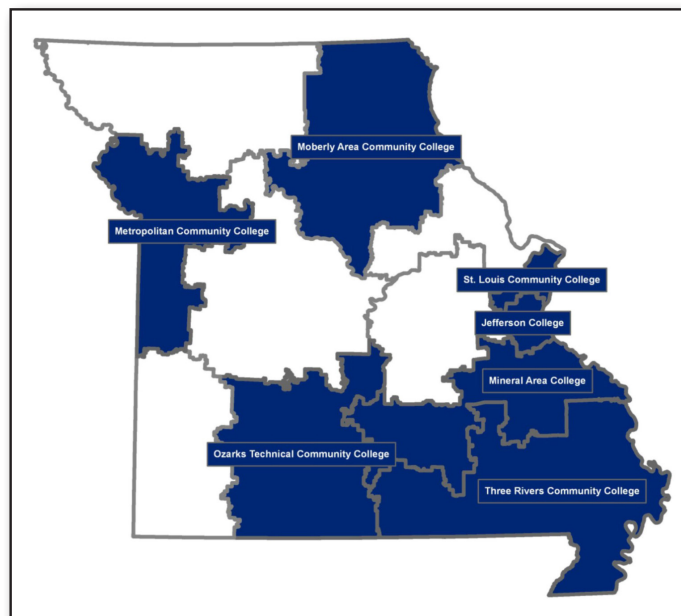 Moberly Area Community College
Metropolitan Community College
St. Louis Community College
Jefferson College
Mineral Area College
Ozarks Technical Community College
Three Rivers Community College